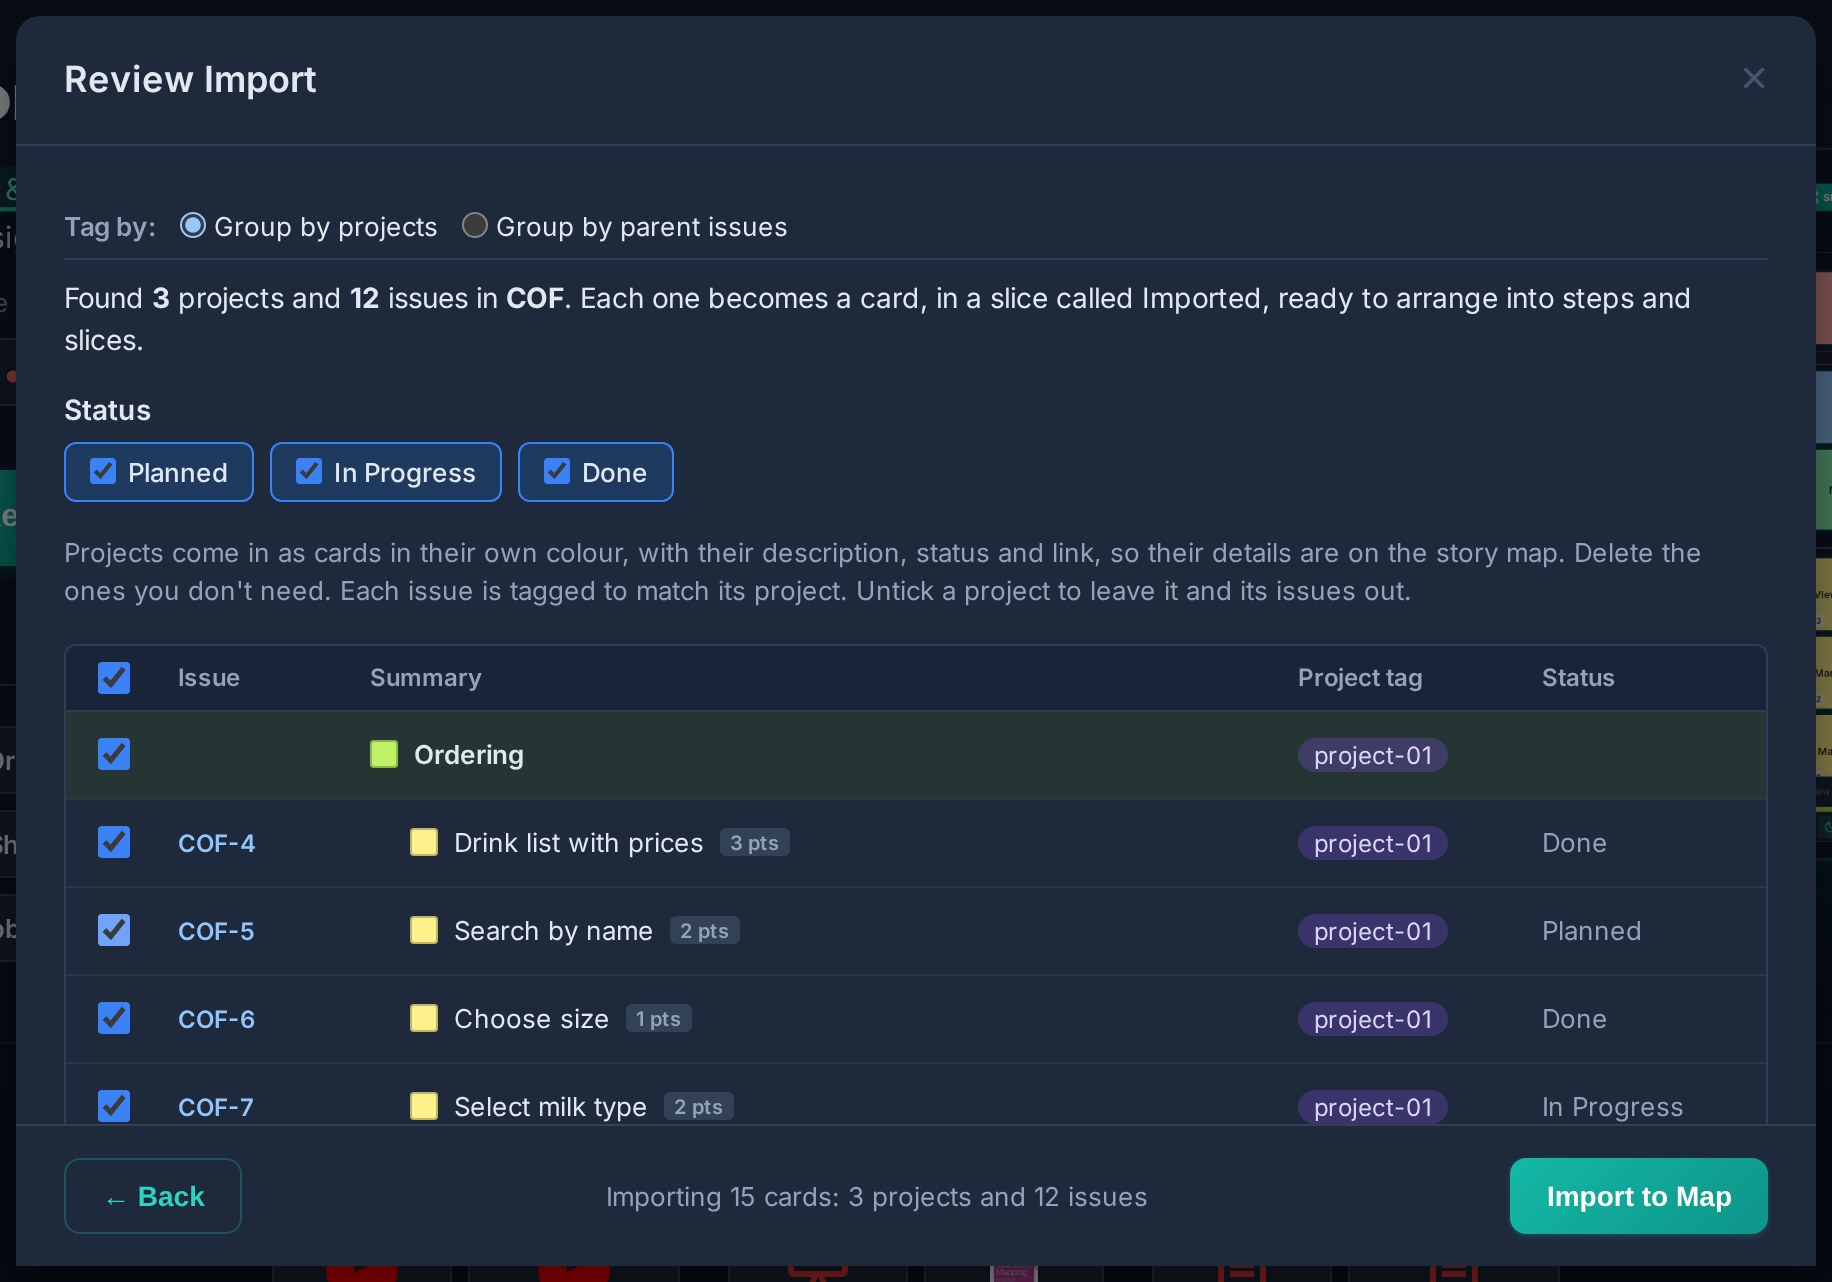 Review Import
Tag by: Group by projects Group by parent issues
Found 3 projects and 12 issues in COF. Each one becomes a card, in a slice called Imported, ready to arrange into steps and
slices.
Status
Planned In Progress Done
Projects come in as cards in their own colour, with their description, status and link, so their details are on the story map. Delete the
ones you don't need. Each issue is tagged to match its project. Untick a project to leave it and its issues out.
Issue Summary Project tag Status
Ordering project-01
COF-4 Drink list with prices 3 pts project-01 Done
COF-5 Search by name 2 pts project-01 Planned
COF-6 Choose size 1 pts project-01 Done
COF-7 Select milk type 2 pts project-01 In Progress
← Back Importing 15 cards: 3 projects and 12 issues Import to Map